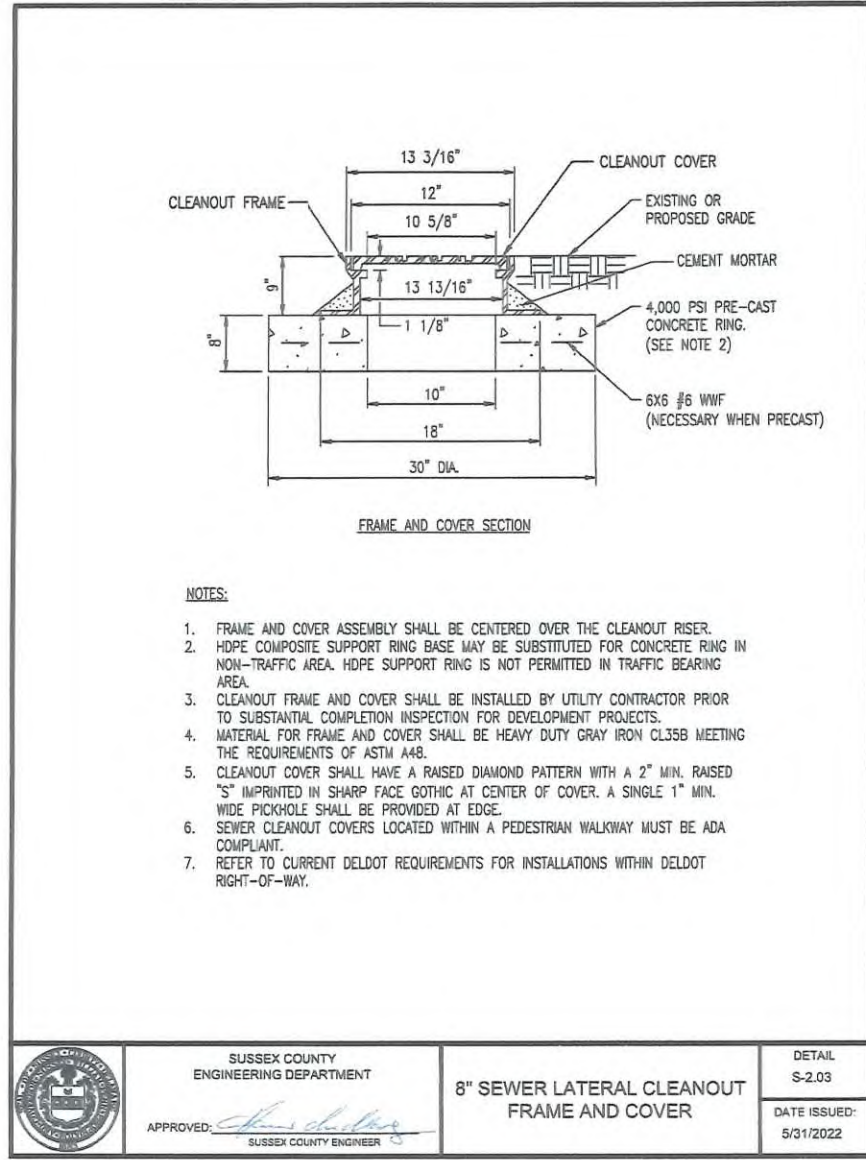 13 3/16"
CLEANOUT COVER
12"
CLEANOUT FRAME
EXISTING OR
PROPOSED GRADE
10 5/8"
CEMENT MORTAR
9"
13 13/16"
4,000 PSI PRE-CAST
CONCRETE RING.
(SEE NOTE 2)
1 1/8"
8"
10"
6X6 #6 WWF
(NECESSARY WHEN PRECAST)
18"
30" DIA.
FRAME AND COVER SECTION
NOTES:
1. FRAME AND COVER ASSEMBLY SHALL BE CENTERED OVER THE CLEANOUT RISER.
2. HDPE COMPOSITE SUPPORT RING BASE MAY BE SUBSTITUTED FOR CONCRETE RING IN
NON-TRAFFIC AREA. HDPE SUPPORT RING IS NOT PERMITTED IN TRAFFIC BEARING
AREA.
3. CLEANOUT FRAME AND COVER SHALL BE INSTALLED BY UTILITY CONTRACTOR PRIOR
TO SUBSTANTIAL COMPLETION INSPECTION FOR DEVELOPMENT PROJECTS.
4. MATERIAL FOR FRAME AND COVER SHALL BE HEAVY DUTY GRAY IRON CL35B MEETING
THE REQUIREMENTS OF ASTM A48.
5. CLEANOUT COVER SHALL HAVE A RAISED DIAMOND PATTERN WITH A 2" MIN. RAISED
"S" IMPRINTED IN SHARP FACE GOTHIC AT CENTER OF COVER. A SINGLE 1" MIN.
WIDE PICKHOLE SHALL BE PROVIDED AT EDGE.
6. SEWER CLEANOUT COVERS LOCATED WITHIN A PEDESTRIAN WALKWAY MUST BE ADA
COMPLIANT.
7. REFER TO CURRENT DELDOT REQUIREMENTS FOR INSTALLATIONS WITHIN DELDOT
RIGHT-OF-WAY.
SUSSEX COUNTY
ENGINEERING DEPARTMENT
APPROVED:
SUSSEX COUNTY ENGINEER
8" SEWER LATERAL CLEANOUT
FRAME AND COVER
DETAIL
S-2.03
DATE ISSUED:
5/31/2022